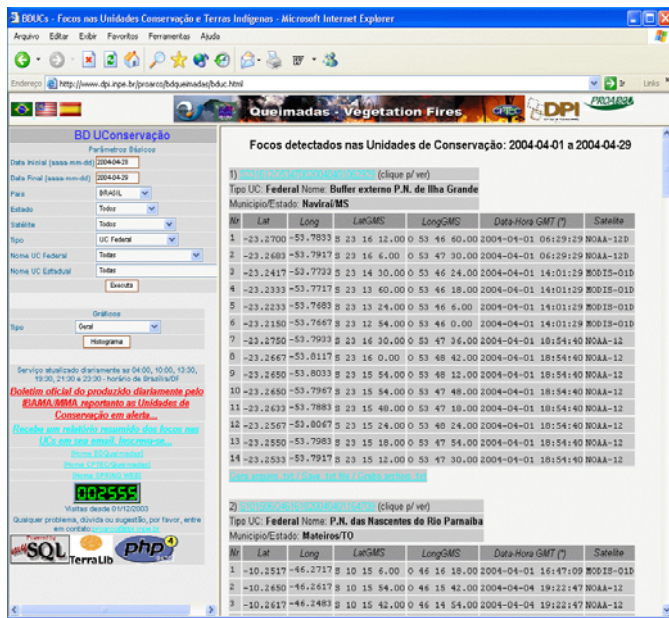 BDUCs - Focos nas Unidades Conservação e Terras Indígenas - Microsoft Internet Explorer
Arquivo Editar Exibir Favoritos Ferramentas Ajuda
Endereço http://www.dpi.inpe.br/proarco/bdqueimadas/bduc.html Ir Links
Queimadas - Vegetation Fires CPTEC DPI PROARCO
BD UConservação
Parâmetros Básicos
Data Inicial (aaaa-mm-dd) 2004-04-28
Data Final (aaaa-mm-dd) 2004-04-29
Pais BRASIL
Estado Todos
Satélite Todos
Tipo UC Federal
Nome UC Federal Todas
Nome UC Estadual Todas
Executa
Gráficos
Tipo Geral
Histograma
Serviço atualizado diariamente as 04:00, 10:00, 13:30,
19:30, 21:30 e 23:30 - horário de Brasília/DF
Boletim oficial do produzido diariamente pelo
IBAMA/MMA reportanto as Unidades de
Conservação em alerta...
Receba um relatório resumido dos focos nas
UCs em seu email. Inscreva-se...
[Home BDQueimadas]
[Home CPTEC/Queimadas]
[Home SPRING WEB]
002555
Visitas desde 01/12/2003
Qualquer problema, dúvida ou sugestão, por favor, entre
em contato:
Powered by
mySQL TerraLib php 4
Focos detectados nas Unidades de Conservação: 2004-04-01 a 2004-04-29
1) (clique p/ ver)
Tipo UC: Federal Nome: Buffer externo P.N. de Ilha Grande
Municipio/Estado: Naviraí/MS
Nr Lat Long LatGMS LongGMS Data-Hora GMT (*) Satelite
1 -23.2700 -53.7833 S 23 16 12.00 O 53 46 60.00 2004-04-01 06:29:29 NOAA-12D
2 -23.2683 -53.7917 S 23 16 6.00 O 53 47 30.00 2004-04-01 06:29:29 NOAA-12D
3 -23.2417 -53.7733 S 23 14 30.00 O 53 46 24.00 2004-04-01 14:01:29 MODIS-01D
4 -23.2333 -53.7717 S 23 13 60.00 O 53 46 18.00 2004-04-01 14:01:29 MODIS-01D
5 -23.2233 -53.7683 S 23 13 24.00 O 53 46 6.00 2004-04-01 14:01:29 MODIS-01D
6 -23.2150 -53.7667 S 23 12 54.00 O 53 46 0.00 2004-04-01 14:01:29 MODIS-01D
7 -23.2750 -53.7933 S 23 16 30.00 O 53 47 36.00 2004-04-01 18:54:40 NOAA-12
8 -23.2667 -53.8117 S 23 16 0.00 O 53 48 42.00 2004-04-01 18:54:40 NOAA-12
9 -23.2650 -53.8033 S 23 15 54.00 O 53 48 12.00 2004-04-01 18:54:40 NOAA-12
10 -23.2650 -53.7967 S 23 15 54.00 O 53 47 48.00 2004-04-01 18:54:40 NOAA-12
11 -23.2633 -53.7883 S 23 15 48.00 O 53 47 18.00 2004-04-01 18:54:40 NOAA-12
12 -23.2567 -53.8067 S 23 15 24.00 O 53 48 24.00 2004-04-01 18:54:40 NOAA-12
13 -23.2550 -53.7983 S 23 15 18.00 O 53 47 54.00 2004-04-01 18:54:40 NOAA-12
14 -23.2533 -53.7917 S 23 15 12.00 O 53 47 30.00 2004-04-01 18:54:40 NOAA-12
2) (clique p/ ver)
Tipo UC: Federal Nome: P.N. das Nascentes do Rio Parnaíba
Municipio/Estado: Mateiros/TO
Nr Lat Long LatGMS LongGMS Data-Hora GMT (*) Satelite
1 -10.2517 -46.2717 S 10 15 6.00 O 46 16 18.00 2004-04-01 16:47:09 MODIS-01D
2 -10.2650 -46.2617 S 10 15 54.00 O 46 15 42.00 2004-04-04 19:22:47 NOAA-12
3 -10.2617 -46.2483 S 10 15 42.00 O 46 14 54.00 2004-04-04 19:22:47 NOAA-12